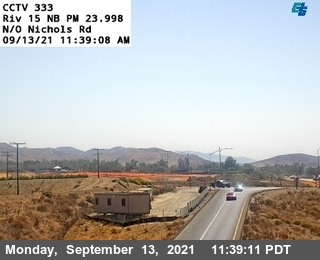 CCTV 333
Riv 15 NB PM 23.998
N/O Nichols Rd
09/13/21 11:39:08 AM
Monday, September 13, 2021 11:39:11 PDT